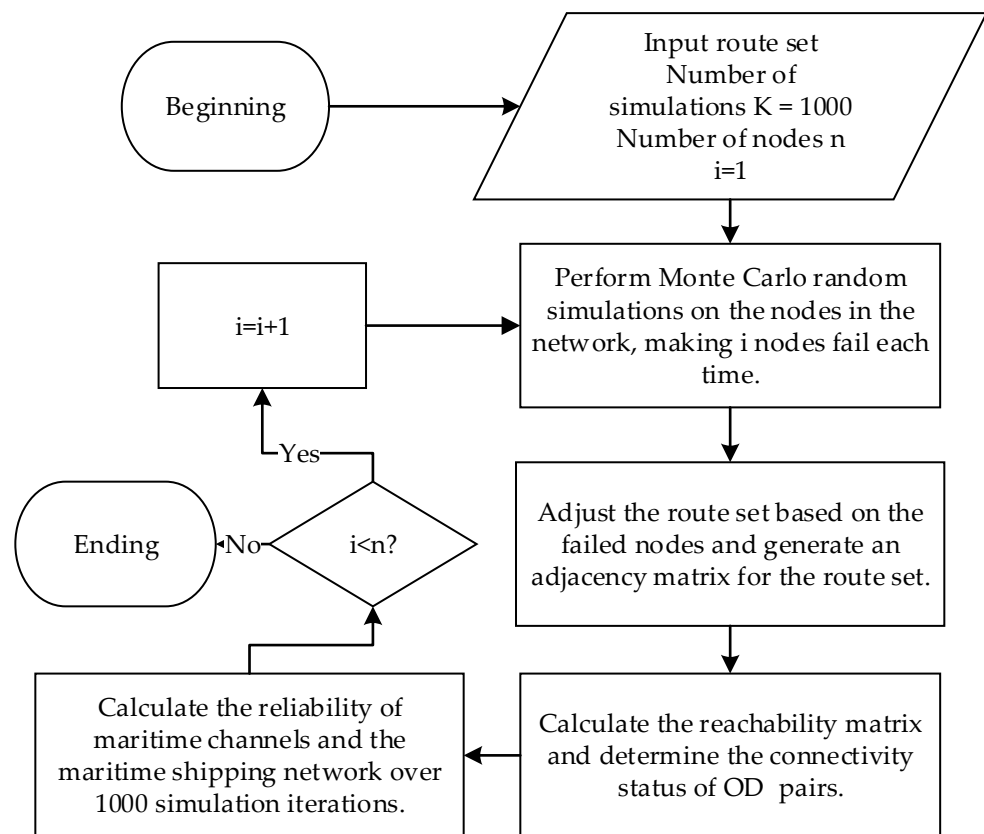 Beginning
Input route set
Number of
simulations K = 1000
Number of nodes n
i=1
Perform Monte Carlo random
simulations on the nodes in the
network, making i nodes fail each
time.
i=i+1
Adjust the route set based on the
failed nodes and generate an
adjacency matrix for the route set.
Calculate the reachability matrix
and determine the connectivity
status of OD pairs.
Calculate the reliability of
maritime channels and the
maritime shipping network over
1000 simulation iterations.
i<n?
Yes
No
Ending